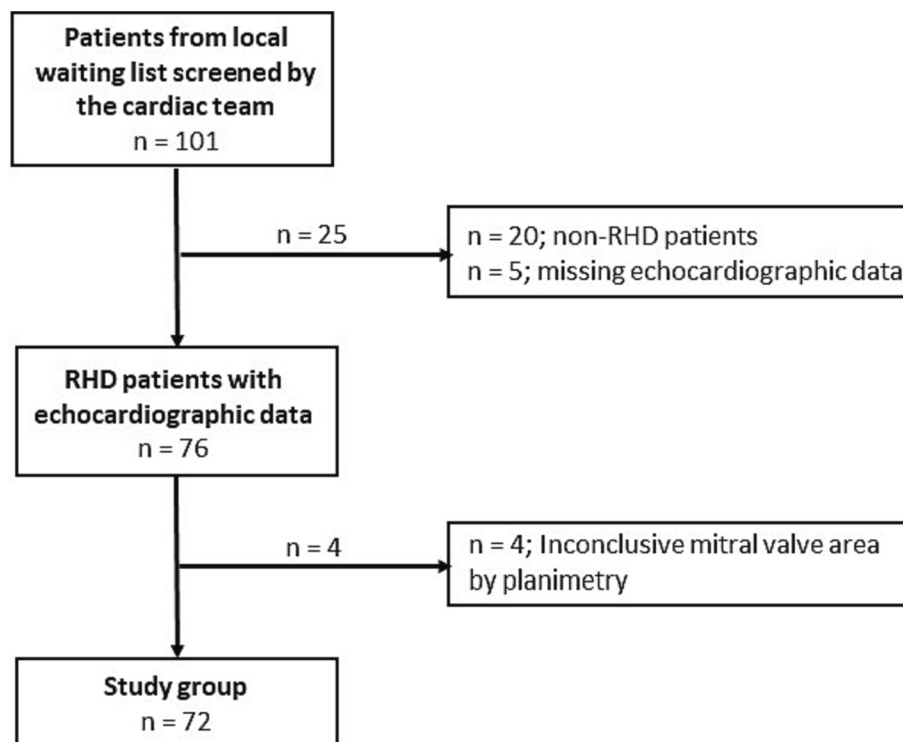 Patients from local
waiting list screened by
the cardiac team
n = 101
n = 25
n = 20; non-RHD patients
n = 5; missing echocardiographic data
RHD patients with
echocardiographic data
n = 76
n = 4
n = 4; Inconclusive mitral valve area
by planimetry
Study group
n = 72